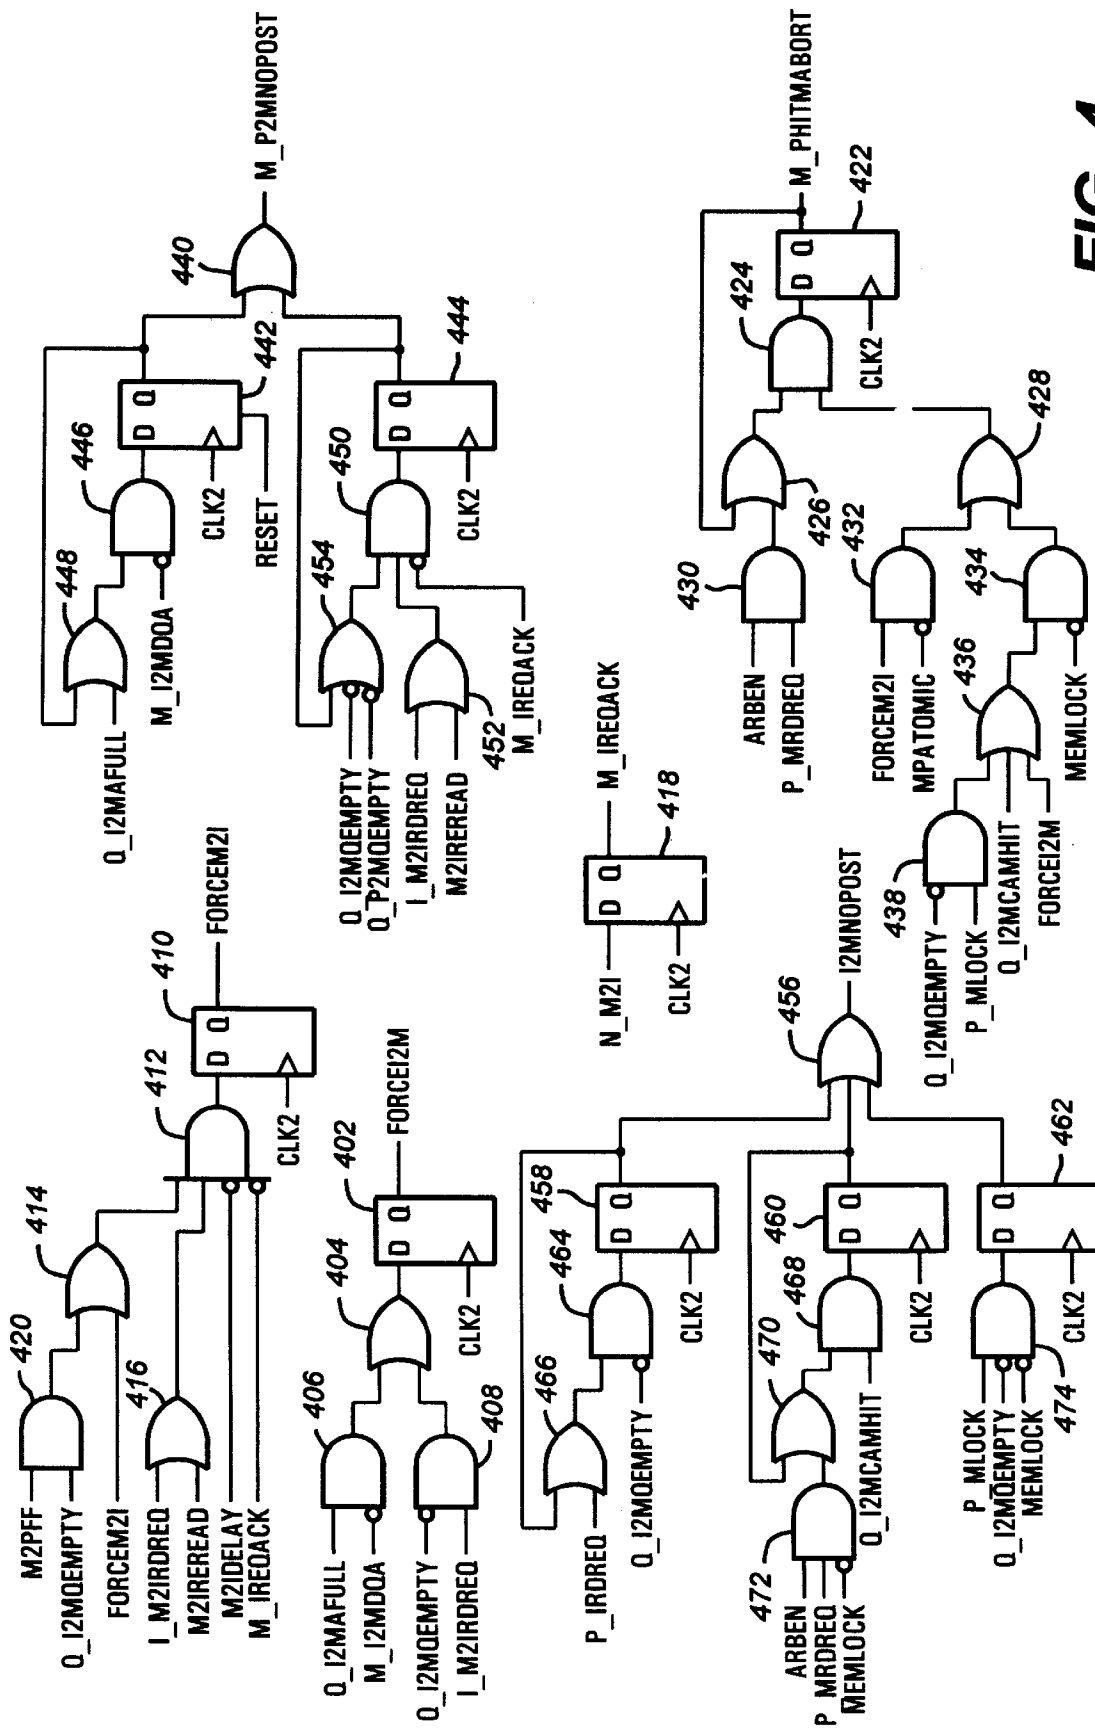 M2PFF
Q_I2MQEMPTY
420
414
FORCEM2I
I_M2IRDREQ
M2IREREAD
416
M2IDELAY
M_IREQACK
412
D Q
410
CLK2
FORCEM2I
Q_I2MAFULL
M_I2MDQA
406
Q_I2MQEMPTY
I_M2IRDREQ
408
404
D Q
402
CLK2
FORCEI2M
Q_I2MAFULL
448
M_I2MDQA
446
D Q
442
CLK2
RESET
Q_I2MQEMPTY
Q_P2MQEMPTY
454
I_M2IRDREQ
M2IREREAD
452
M_IREQACK
450
D Q
444
CLK2
440
M_P2MNOPOST
N_M2I
D Q
418
CLK2
M_IREQACK
P_IRDREQ
466
Q_I2MQEMPTY
464
D Q
458
CLK2
ARBEN
P_MRDREQ
MEMLOCK
472
470
Q_I2MCAMHIT
468
D Q
460
CLK2
P_MLOCK
Q_I2MQEMPTY
MEMLOCK
474
D Q
462
CLK2
456
I2MNOPOST
ARBEN
P_MRDREQ
430
426
FORCEM2I
MPATOMIC
432
Q_I2MQEMPTY
P_MLOCK
438
Q_I2MCAMHIT
FORCEI2M
436
MEMLOCK
434
428
424
D Q
422
CLK2
M_PHITMABORT
FIG. 4